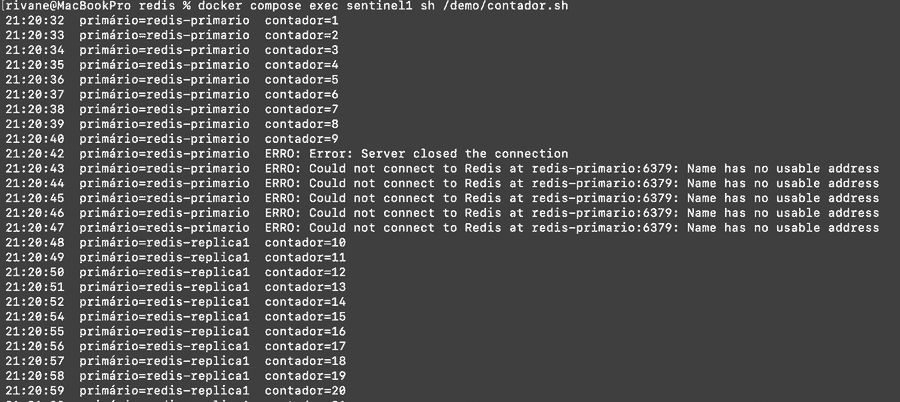 [rivane@MacBookPro redis % docker compose exec sentinel1 sh /demo/contador.sh
21:20:32 primário=redis-primario contador=1
21:20:33 primário=redis-primario contador=2
21:20:34 primário=redis-primario contador=3
21:20:35 primário=redis-primario contador=4
21:20:36 primário=redis-primario contador=5
21:20:37 primário=redis-primario contador=6
21:20:38 primário=redis-primario contador=7
21:20:39 primário=redis-primario contador=8
21:20:40 primário=redis-primario contador=9
21:20:42 primário=redis-primario ERRO: Error: Server closed the connection
21:20:43 primário=redis-primario ERRO: Could not connect to Redis at redis-primario:6379: Name has no usable address
21:20:44 primário=redis-primario ERRO: Could not connect to Redis at redis-primario:6379: Name has no usable address
21:20:45 primário=redis-primario ERRO: Could not connect to Redis at redis-primario:6379: Name has no usable address
21:20:46 primário=redis-primario ERRO: Could not connect to Redis at redis-primario:6379: Name has no usable address
21:20:47 primário=redis-primario ERRO: Could not connect to Redis at redis-primario:6379: Name has no usable address
21:20:48 primário=redis-replica1 contador=10
21:20:49 primário=redis-replica1 contador=11
21:20:50 primário=redis-replica1 contador=12
21:20:51 primário=redis-replica1 contador=13
21:20:52 primário=redis-replica1 contador=14
21:20:54 primário=redis-replica1 contador=15
21:20:55 primário=redis-replica1 contador=16
21:20:56 primário=redis-replica1 contador=17
21:20:57 primário=redis-replica1 contador=18
21:20:58 primário=redis-replica1 contador=19
21:20:59 primário=redis-replica1 contador=20